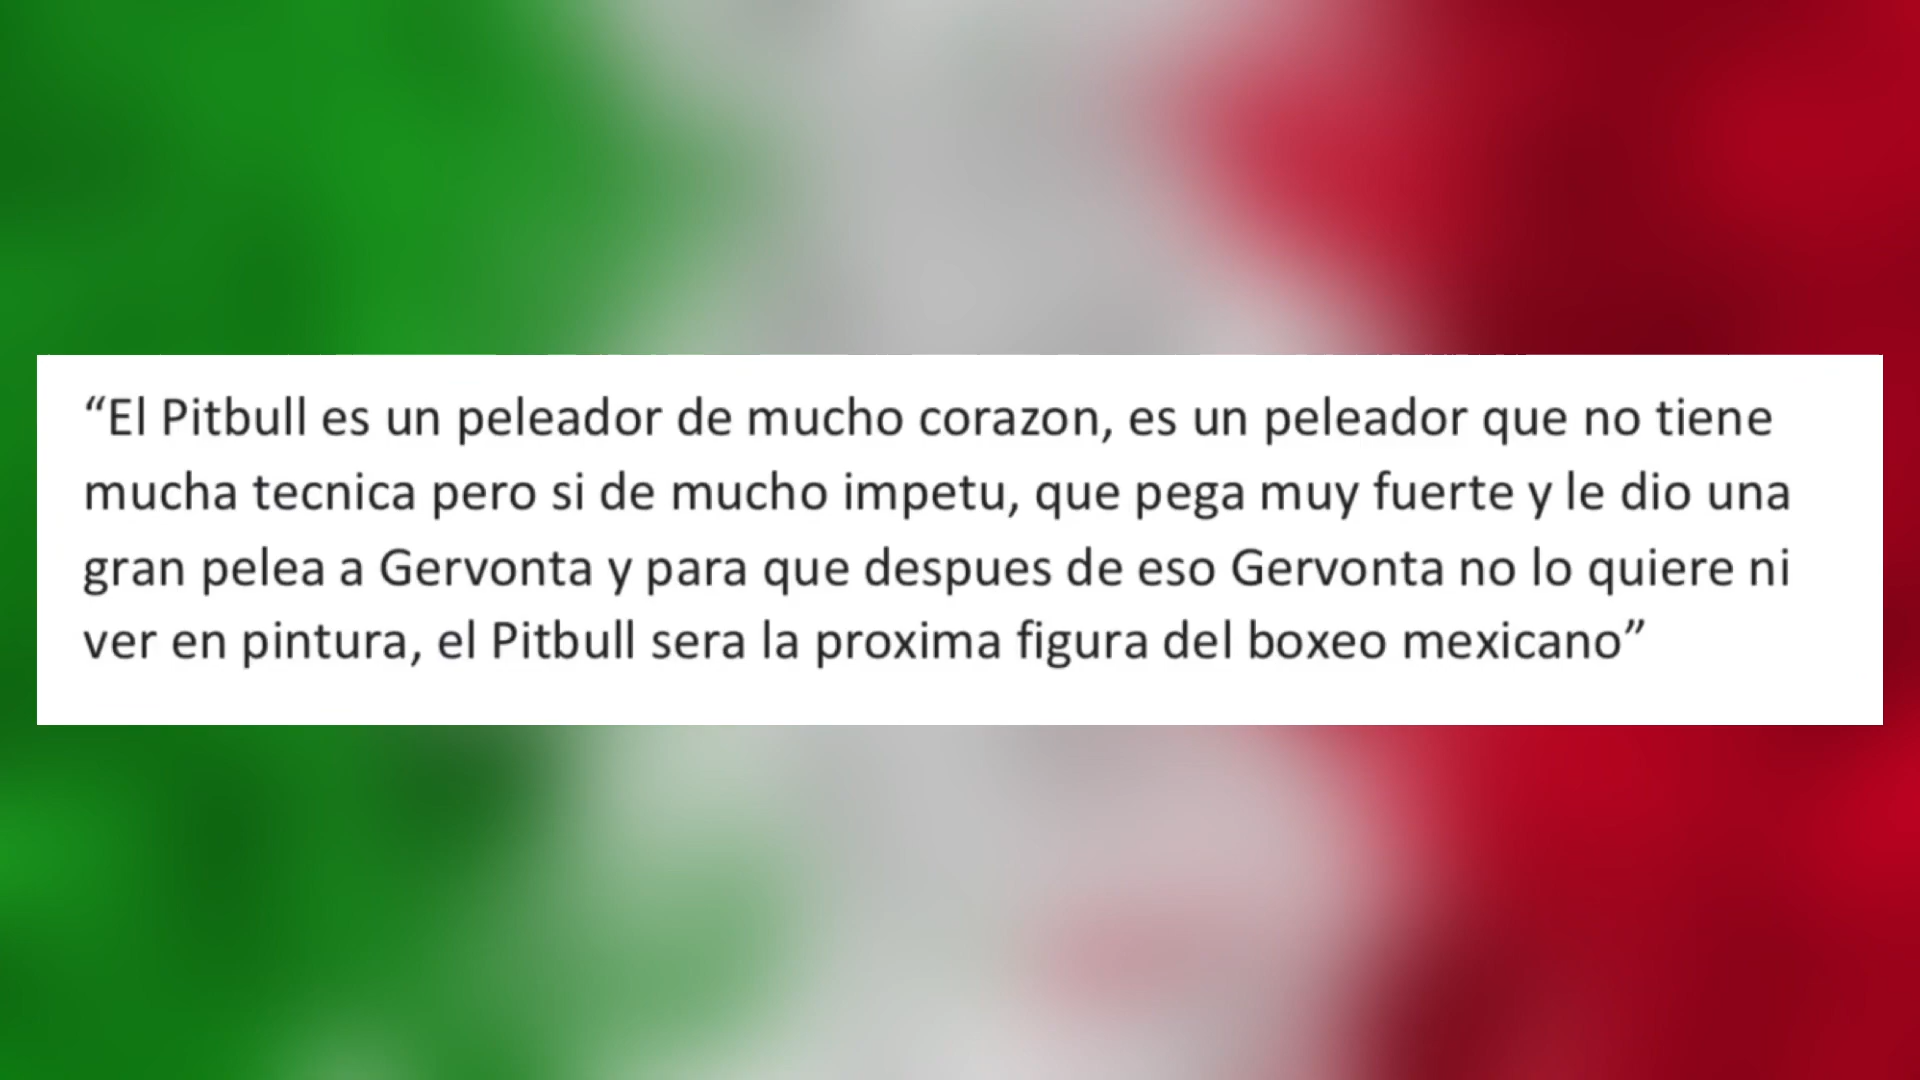 “El Pitbull es un peleador de mucho corazon, es un peleador que no tiene
mucha tecnica pero si de mucho impetu, que pega muy fuerte y le dio una
gran pelea a Gervonta y para que despues de eso Gervonta no lo quiere ni
ver en pintura, el Pitbull sera la proxima figura del boxeo mexicano”